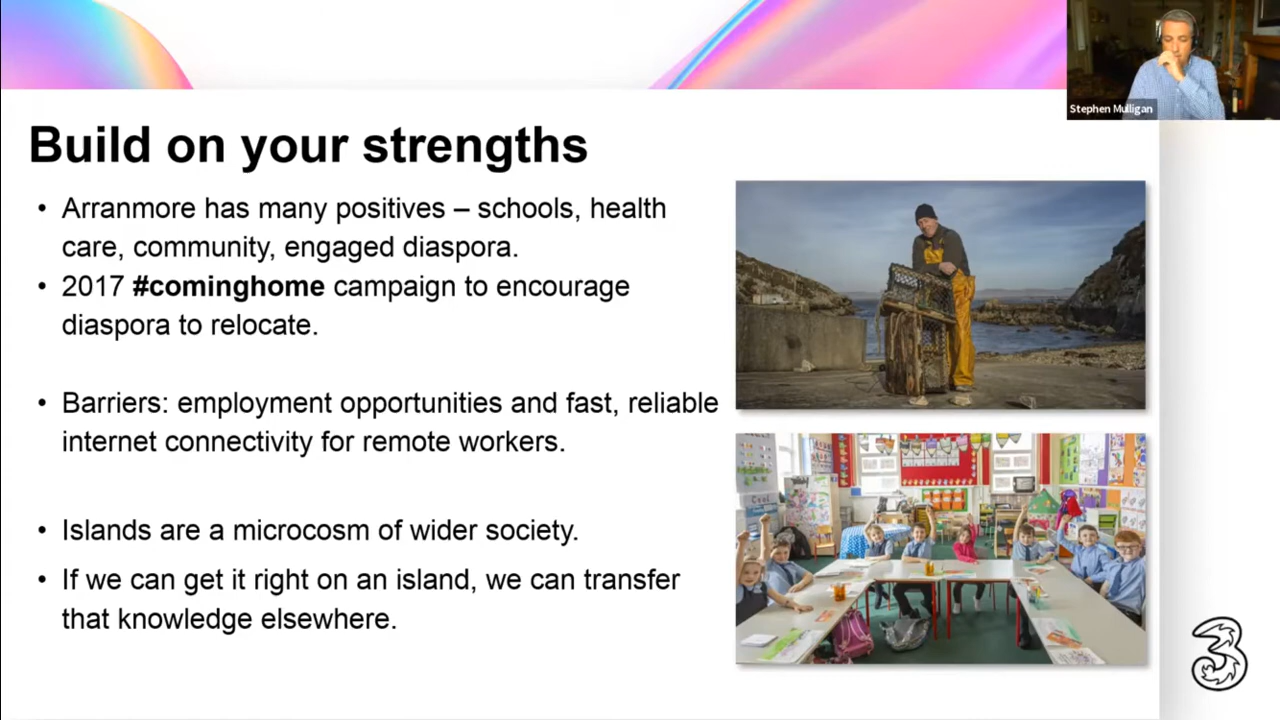 Stephen Mulligan
Build on your strengths
• Arranmore has many positives – schools, health
care, community, engaged diaspora.
• 2017 #cominghome campaign to encourage
diaspora to relocate.
• Barriers: employment opportunities and fast, reliable
internet connectivity for remote workers.
• Islands are a microcosm of wider society.
• If we can get it right on an island, we can transfer
that knowledge elsewhere.
3